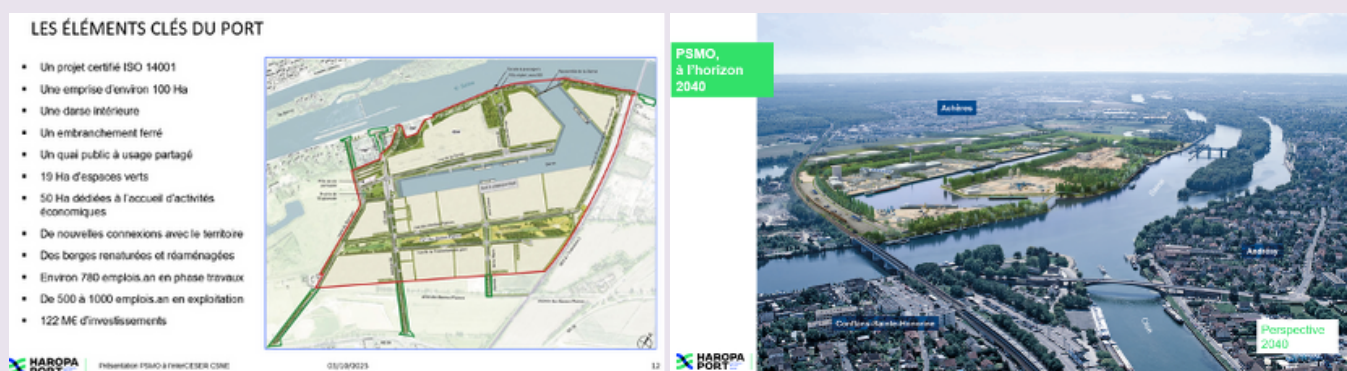 LES ÉLÉMENTS CLÉS DU PORT
▪ Un projet certifié ISO 14001
▪ Une emprise d'environ 100 Ha
▪ Une darse intérieure
▪ Un embranchement ferré
▪ Un quai public à usage partagé
▪ 19 Ha d'espaces verts
▪ 50 Ha dédiées à l'accueil d'activités
économiques
▪ De nouvelles connexions avec le territoire
▪ Des berges renaturées et réaménagées
▪ Environ 780 emplois.an en phase travaux
▪ De 500 à 1000 emplois.an en exploitation
▪ 122 M€ d'investissements
HAROPA
PORT
Présentation PSMO à l'InterCESER CSNE
03/10/2025
12
PSMO,
à l'horizon
2040
Achères
Andrésy
Conflans-Sainte-Honorine
Perspective
2040
HAROPA
PORT